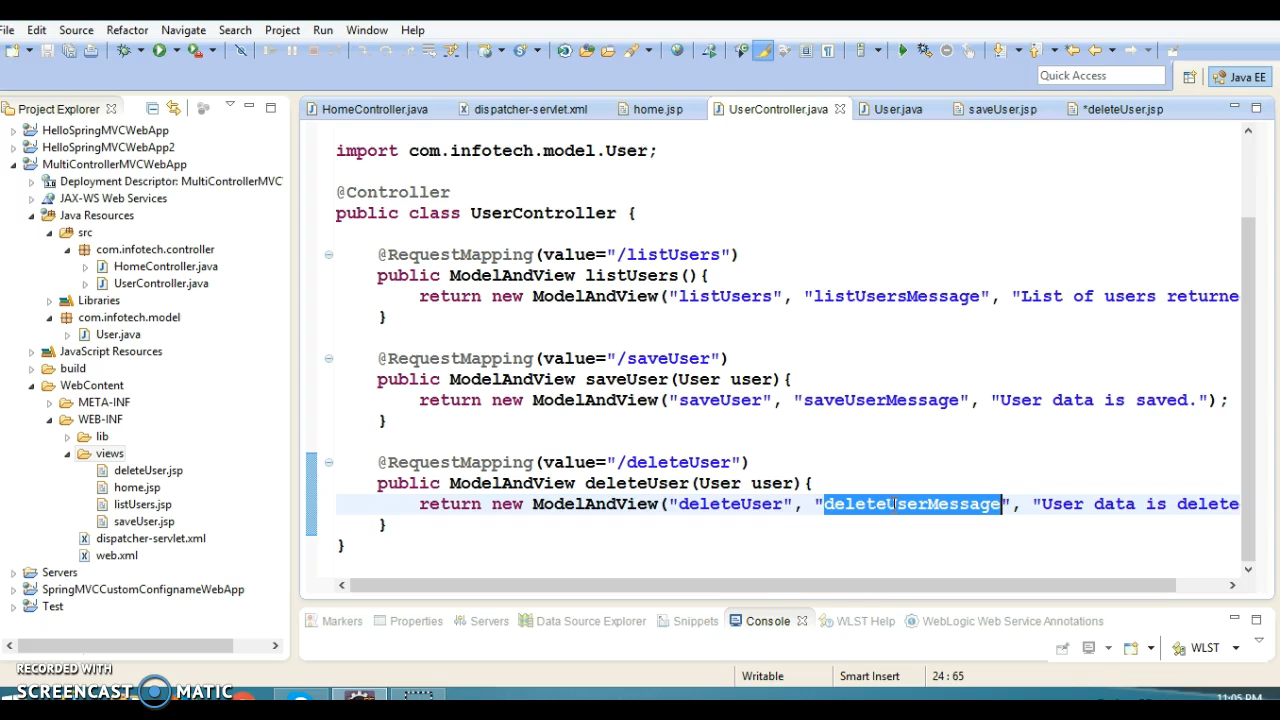 File Edit Source Refactor Navigate Search Project Run Window Help
Quick Access
Java EE
Project Explorer
HomeController.java dispatcher-servlet.xml home.jsp UserController.java User.java saveUser.jsp *deleteUser.jsp
HelloSpringMVCWebApp
HelloSpringMVCWebApp2
MultiControllerMVCWebApp
Deployment Descriptor: MultiControllerMVC
JAX-WS Web Services
Java Resources
src
com.infotech.controller
HomeController.java
UserController.java
Libraries
com.infotech.model
User.java
JavaScript Resources
build
WebContent
META-INF
WEB-INF
lib
views
deleteUser.jsp
home.jsp
listUsers.jsp
saveUser.jsp
dispatcher-servlet.xml
web.xml
Servers
SpringMVCCustomConfignameWebApp
Test
import com.infotech.model.User;
@Controller
public class UserController {
@RequestMapping(value="/listUsers")
public ModelAndView listUsers(){
return new ModelAndView("listUsers", "listUsersMessage", "List of users returne
}
@RequestMapping(value="/saveUser")
public ModelAndView saveUser(User user){
return new ModelAndView("saveUser", "saveUserMessage", "User data is saved.");
}
@RequestMapping(value="/deleteUser")
public ModelAndView deleteUser(User user){
return new ModelAndView("deleteUser", "deleteUserMessage", "User data is delete
}
}
Markers Properties Servers Data Source Explorer Snippets Console WLST Help WebLogic Web Service Annotations
WLST
Writable Smart Insert 24 : 65
RECORDED WITH
SCREENCAST MATIC
11:05 PM